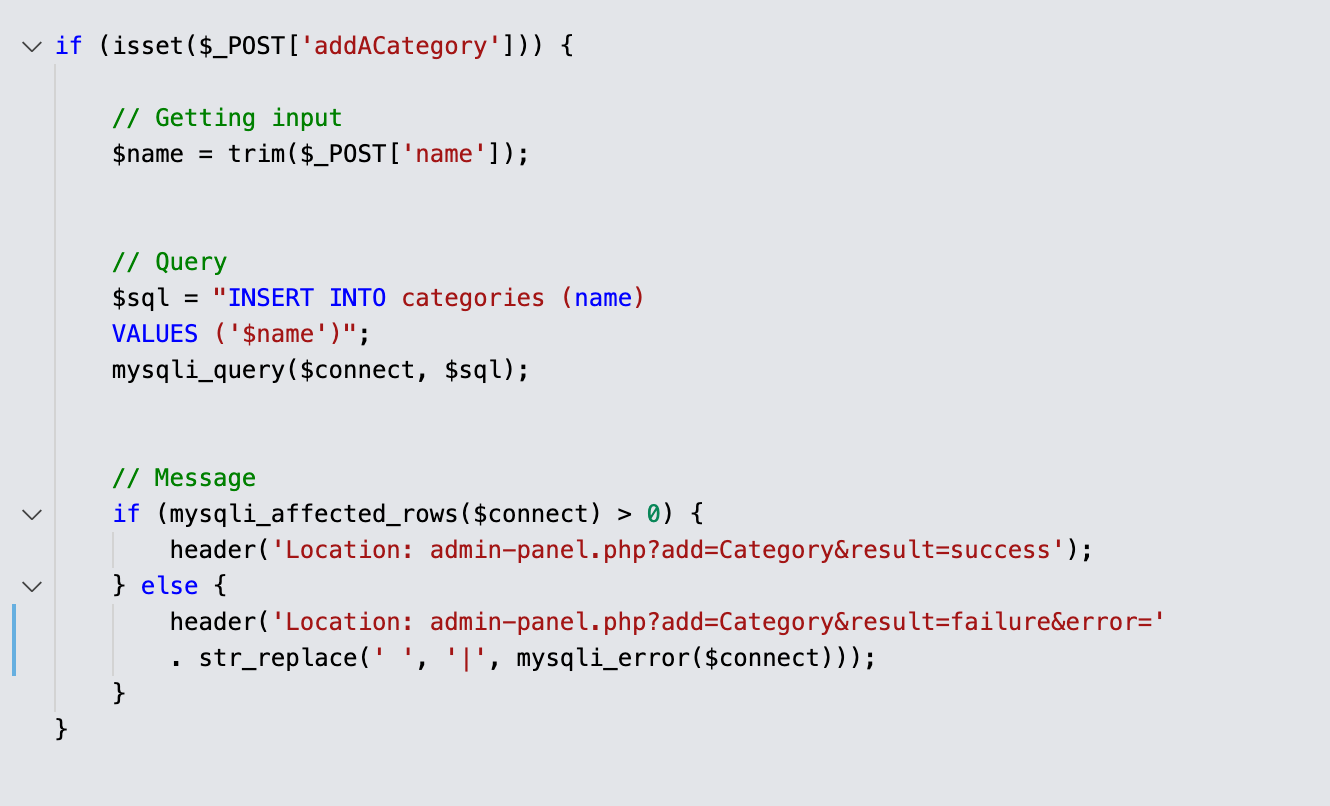 if (isset($_POST['addACategory'])) {
// Getting input
$name = trim($_POST['name']);
// Query
$sql = "INSERT INTO categories (name)
VALUES ('$name')";
mysqli_query($connect, $sql);
// Message
if (mysqli_affected_rows($connect) > 0) {
header('Location: admin-panel.php?add=Category&result=success');
} else {
header('Location: admin-panel.php?add=Category&result=failure&error='
. str_replace(' ', '|', mysqli_error($connect)));
}
}